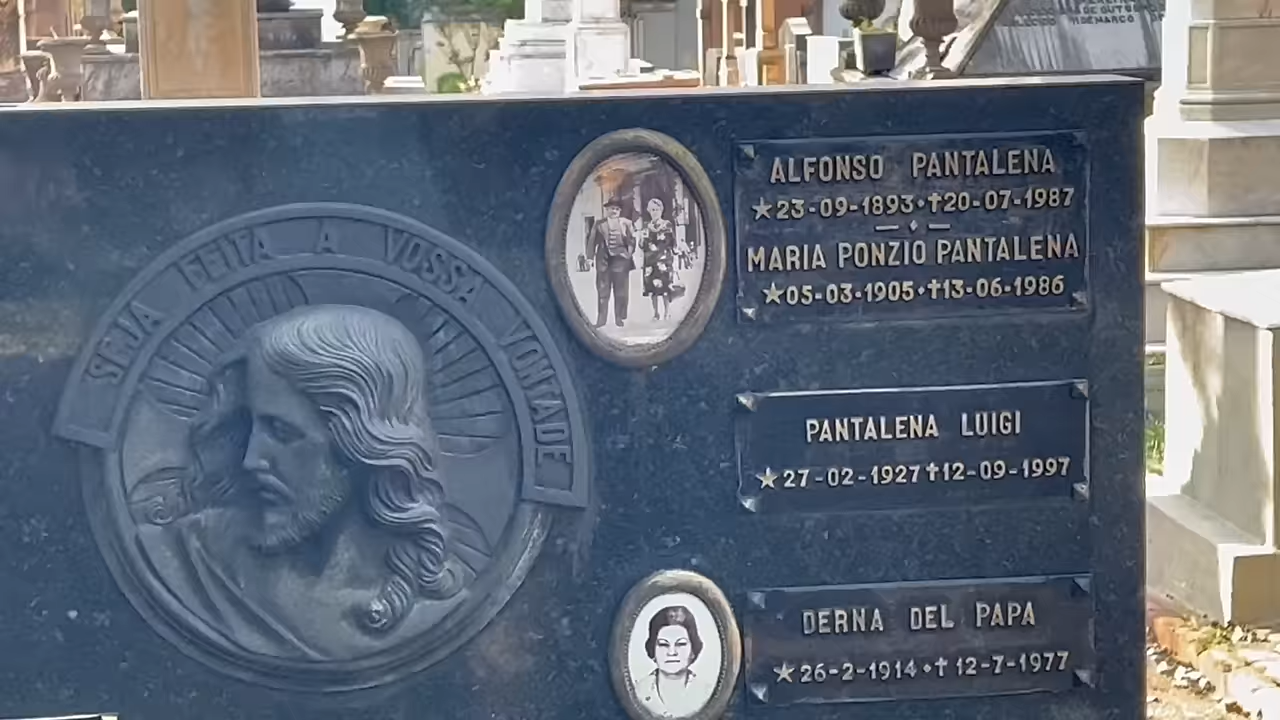 SEJA FEITA A VOSSA VONTADE
ALFONSO PANTALENA
★23-09-1893•✝20-07-1987
MARIA PONZIO PANTALENA
★05-03-1905•✝13-06-1986
PANTALENA LUIGI
★27-02-1927✝12-09-1997
DERNA DEL PAPA
★26-2-1914•✝12-7-1977